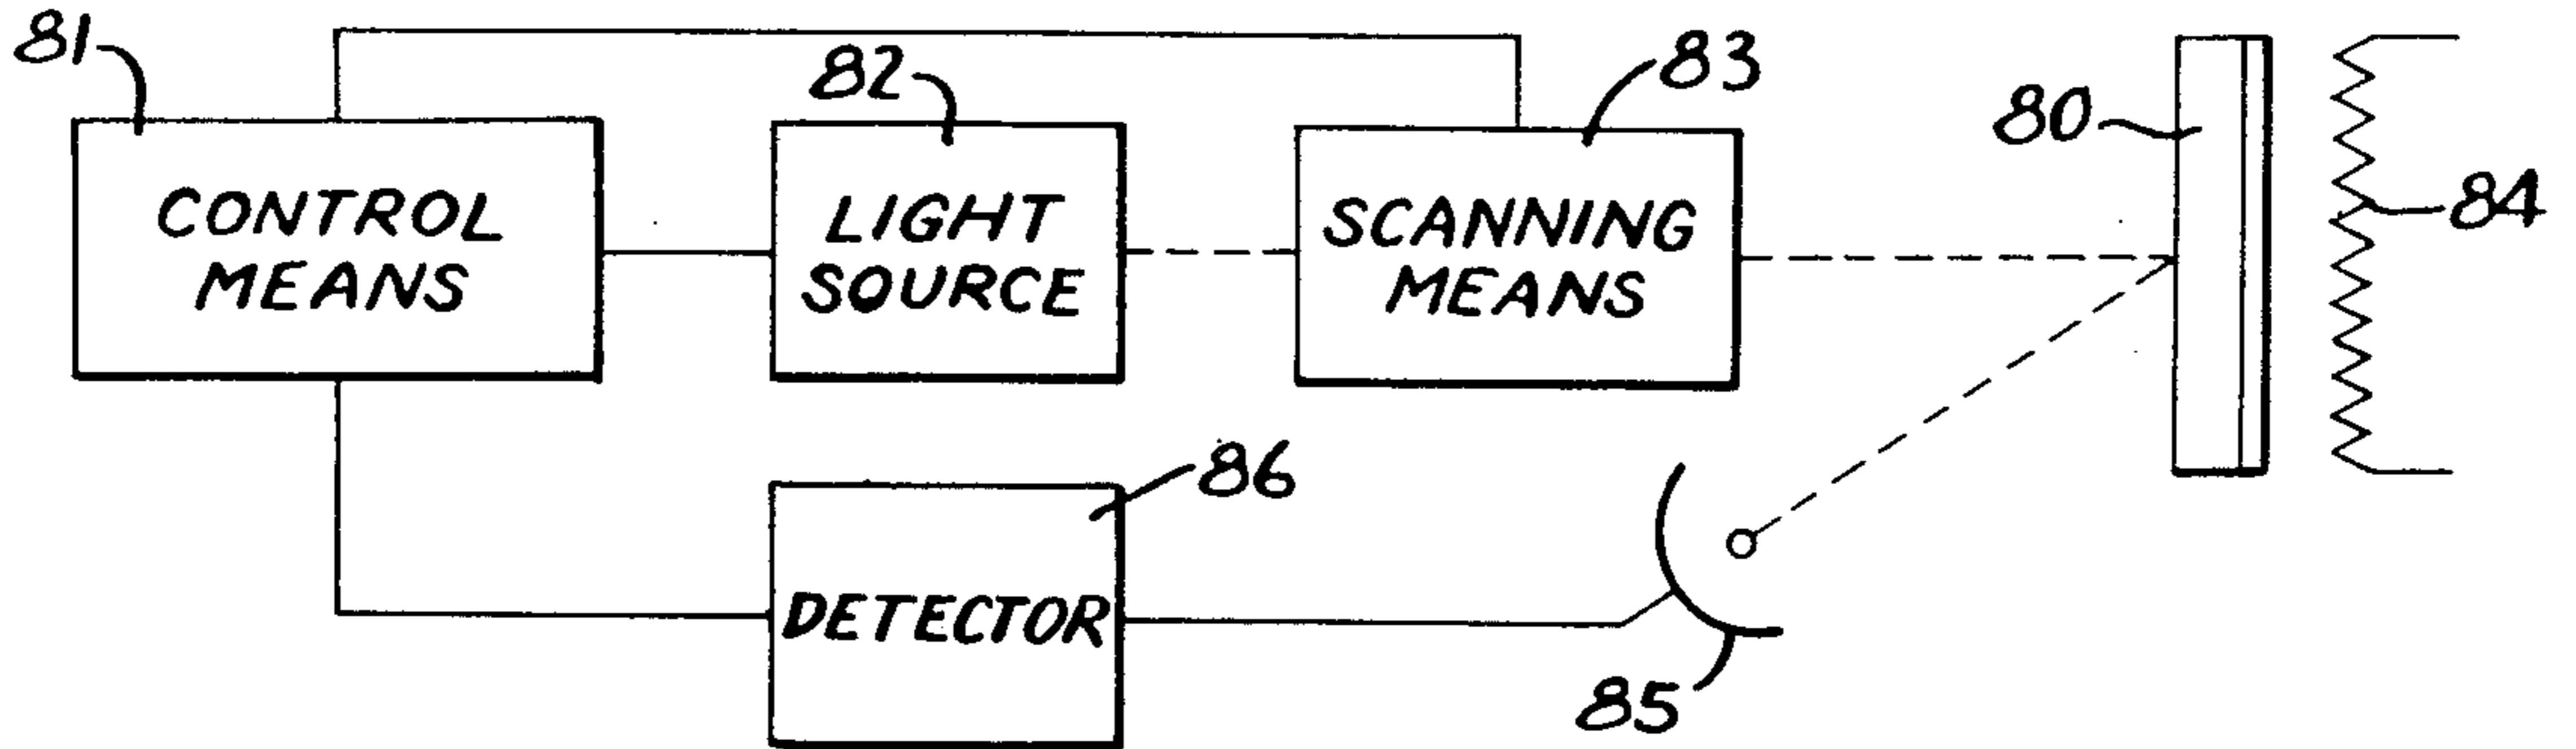 81
82
83
80
84
CONTROL
MEANS
LIGHT
SOURCE
SCANNING
MEANS
86
DETECTOR
85